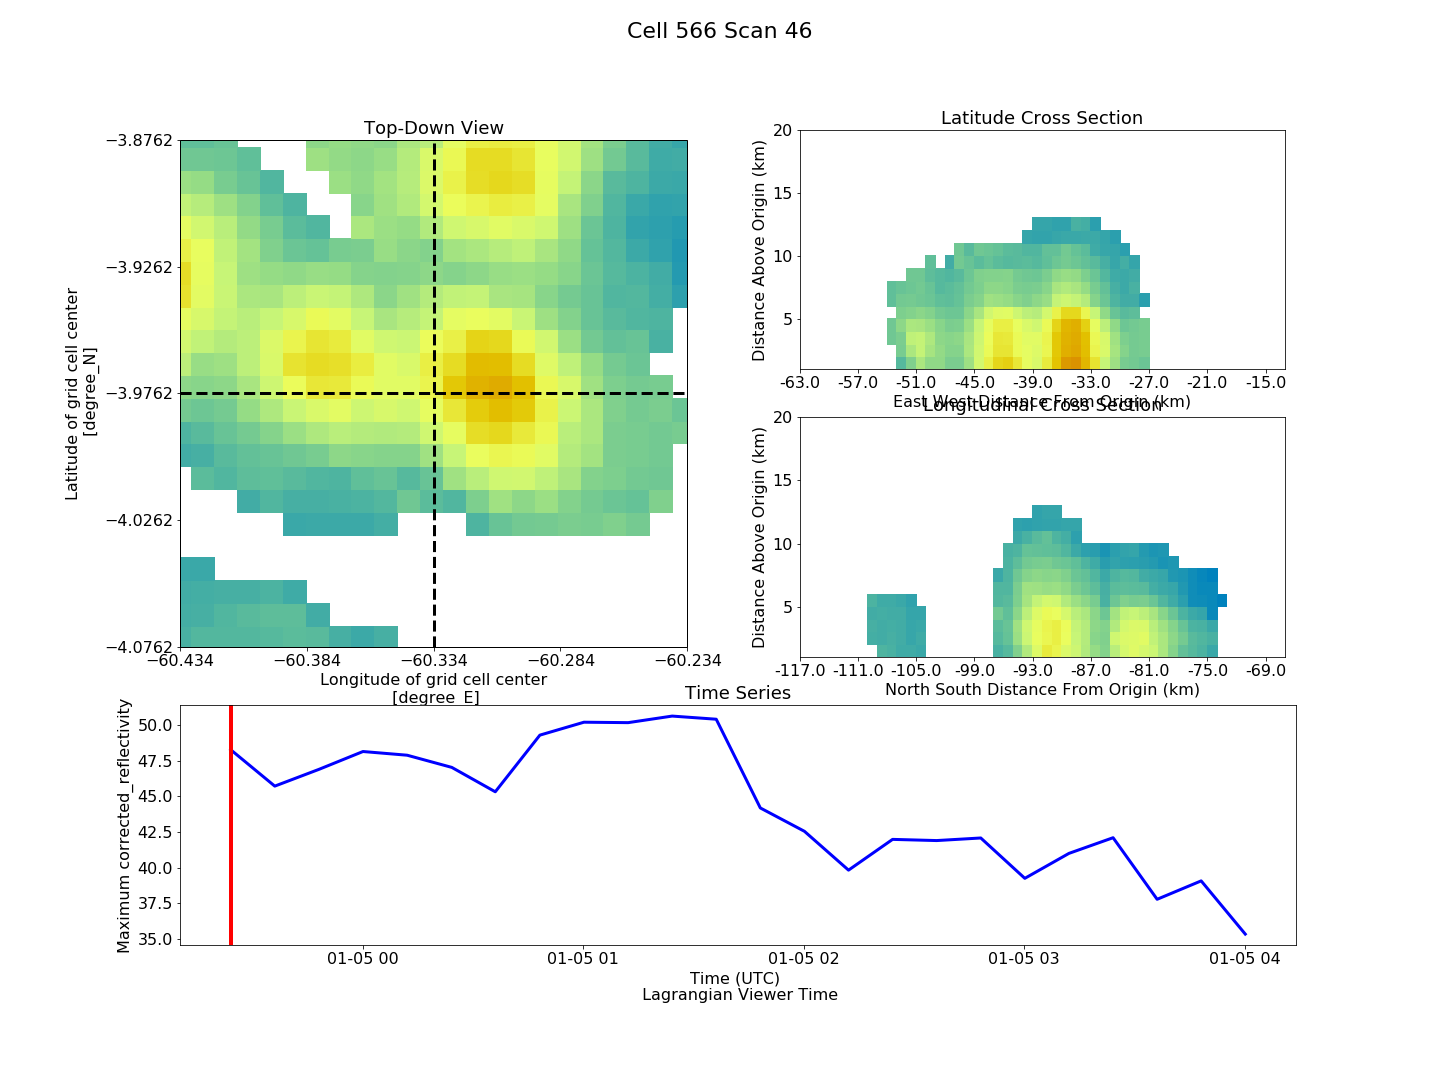 Cell 566 Scan 46
Top-Down View
−3.8762
−3.9262
−3.9762
−4.0262
−4.0762
Latitude of grid cell center
[degree_N]
−60.434 −60.384 −60.334 −60.284 −60.234
Longitude of grid cell center
[degree_E]
Latitude Cross Section
20
15
10
5
Distance Above Origin (km)
-63.0 -57.0 -51.0 -45.0 -39.0 -33.0 -27.0 -21.0 -15.0
East West Distance From Origin (km)
Longitudinal Cross Section
20
15
10
5
Distance Above Origin (km)
-117.0 -111.0 -105.0 -99.0 -93.0 -87.0 -81.0 -75.0 -69.0
North South Distance From Origin (km)
Time Series
50.0
47.5
45.0
42.5
40.0
37.5
35.0
Maximum corrected_reflectivity
01-05 00 01-05 01 01-05 02 01-05 03 01-05 04
Time (UTC)
Lagrangian Viewer Time